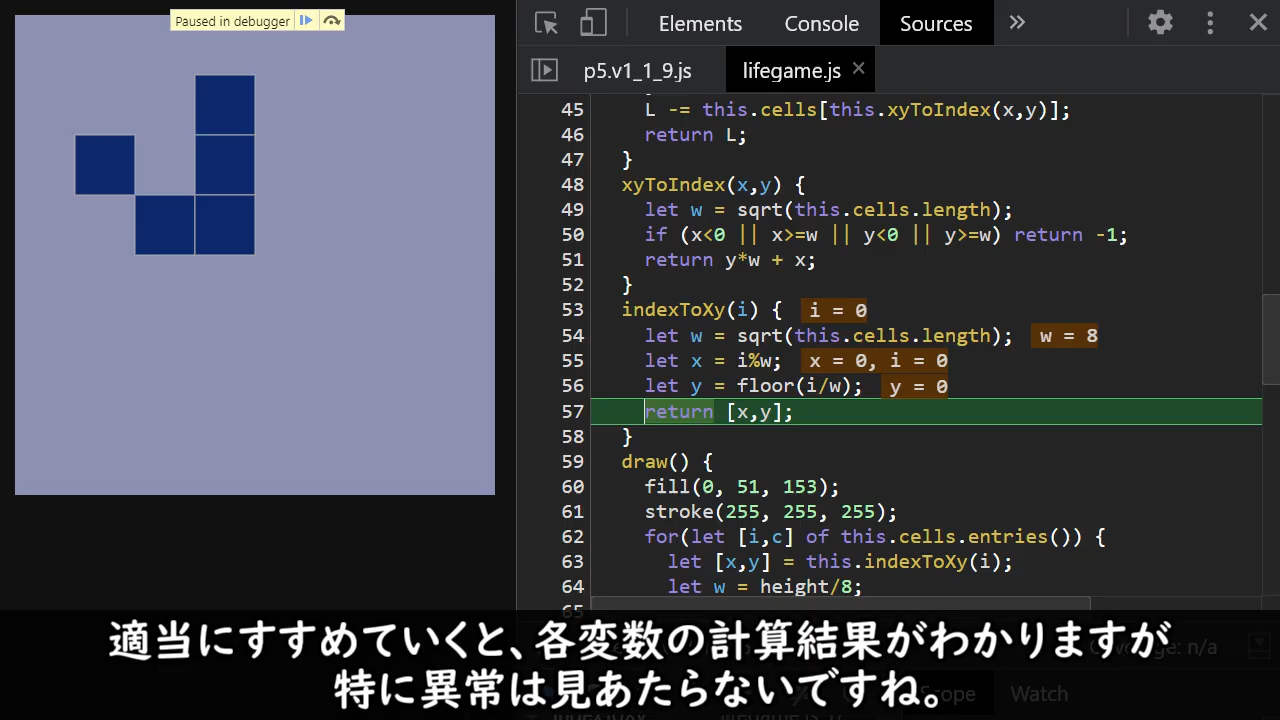 Paused in debugger
Elements Console Sources
p5.v1_1_9.js lifegame.js
45 L -= this.cells[this.xyToIndex(x,y)];
46 return L;
47 }
48 xyToIndex(x,y) {
49 let w = sqrt(this.cells.length);
50 if (x<0 || x>=w || y<0 || y>=w) return -1;
51 return y*w + x;
52 }
53 indexToXy(i) { i = 0
54 let w = sqrt(this.cells.length); w = 8
55 let x = i%w; x = 0, i = 0
56 let y = floor(i/w); y = 0
57 return [x,y];
58 }
59 draw() {
60 fill(0, 51, 153);
61 stroke(255, 255, 255);
62 for(let [i,c] of this.cells.entries()) {
63 let [x,y] = this.indexToXy(i);
64 let w = height/8;
65
適当にすすめていくと、各変数の計算結果がわかりますが
n/a
特に異常は見あたらないですね。
Scope Watch